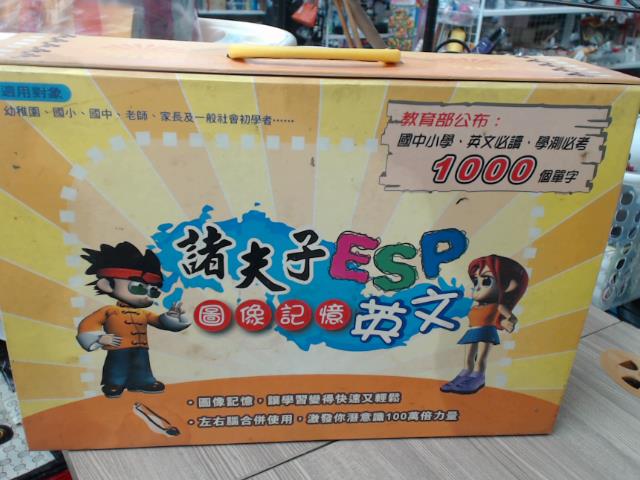 適用對象
幼稚園、國小、國中、老師、家長及一般社會初學者……
教育部公布：
國中小學、英文必讀，學測必考
1000個單字
諸夫子ESP
圖像記憶英文
・圖像記憶，讓學習變得快速又輕鬆
・左右腦合併使用，激發你潛意識100萬倍力量